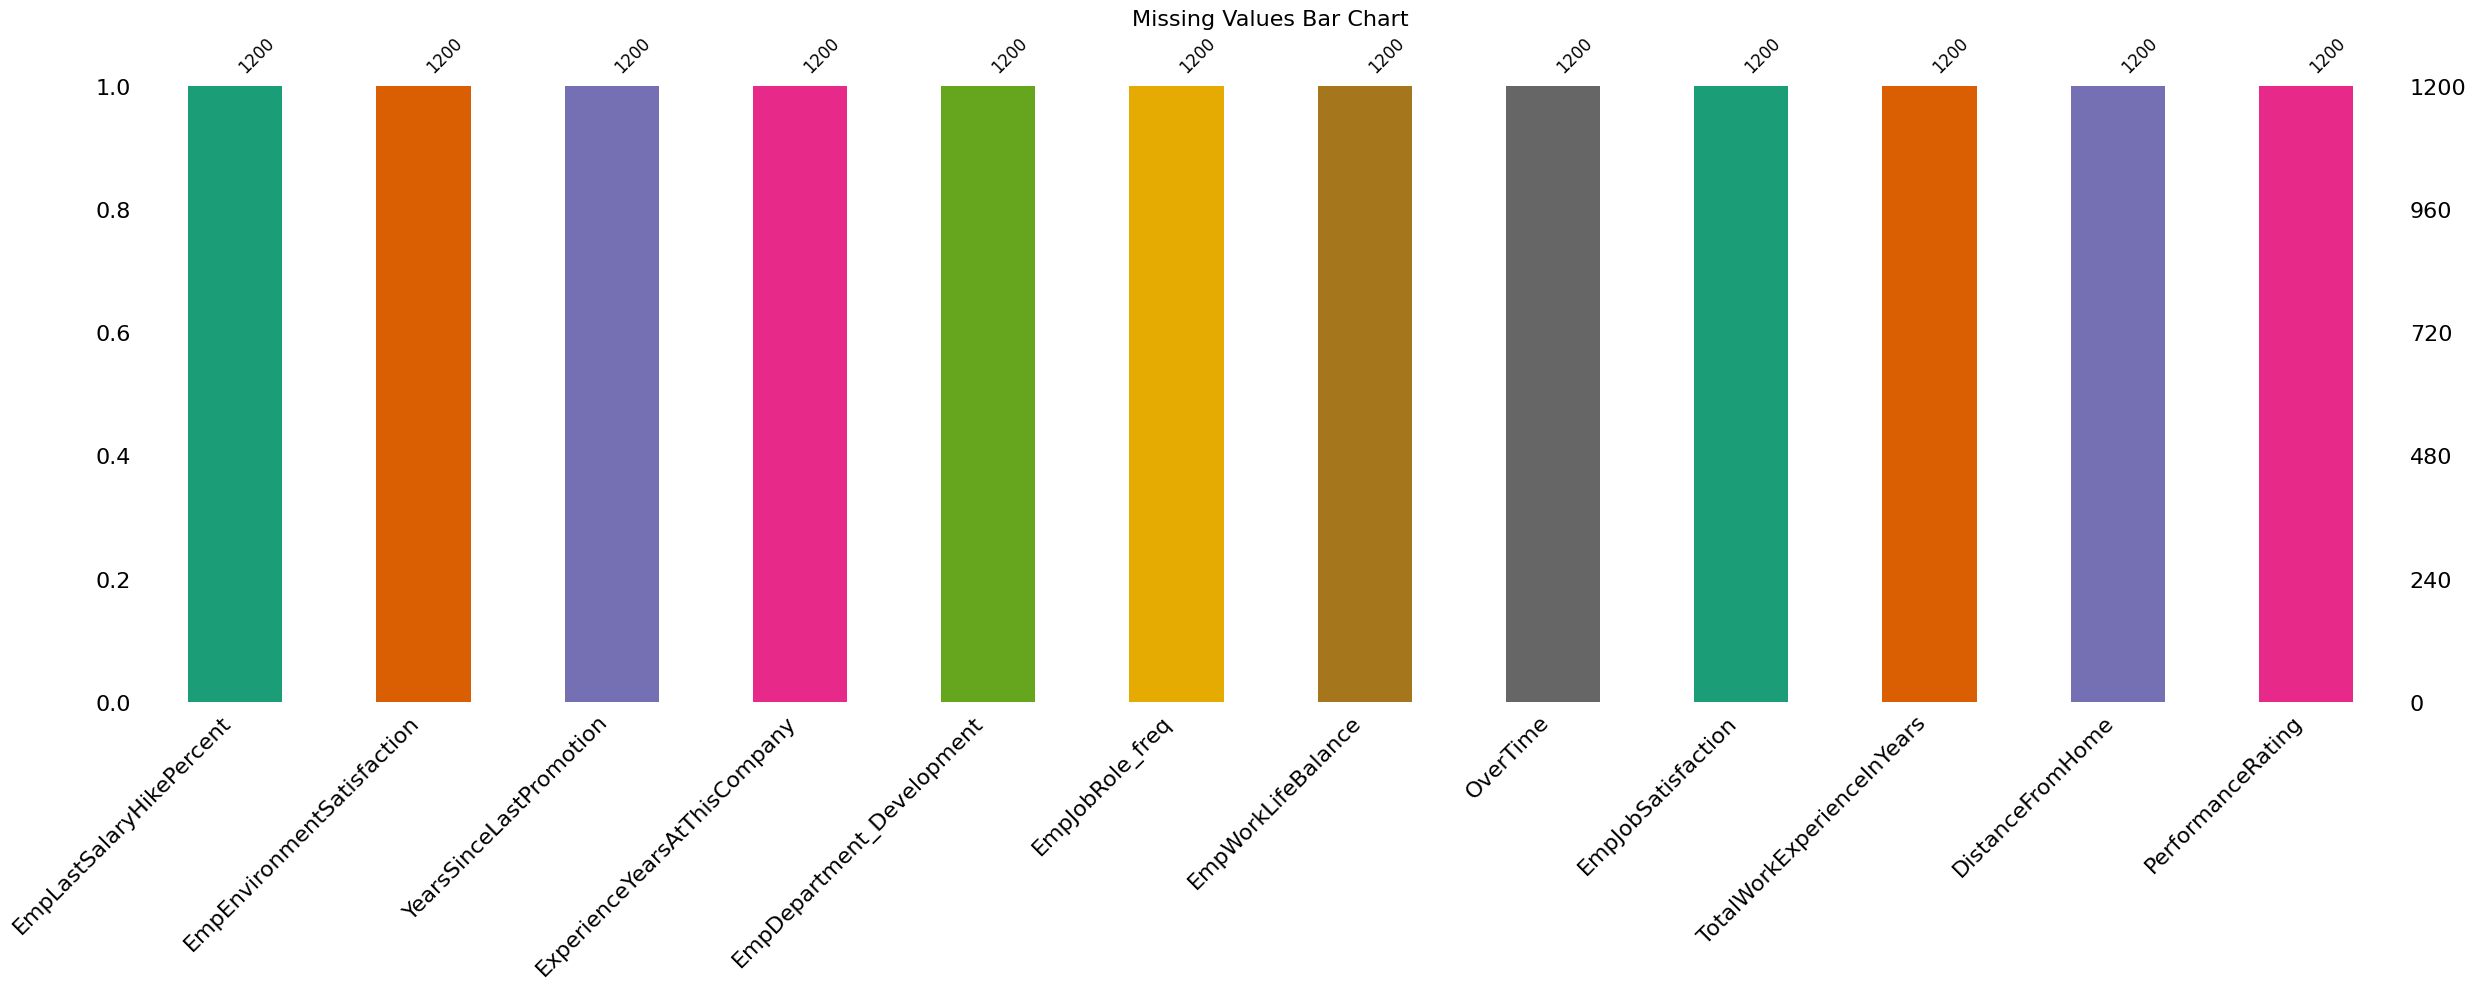 Missing Values Bar Chart
1200 1200 1200 1200 1200 1200 1200 1200 1200 1200 1200 1200
1.0 1200
0.8 960
0.6 720
0.4 480
0.2 240
0.0 0
EmpLastSalaryHikePercent
EmpEnvironmentSatisfaction
YearsSinceLastPromotion
ExperienceYearsAtThisCompany
EmpDepartment_Development
EmpJobRole_freq
EmpWorkLifeBalance
OverTime
EmpJobSatisfaction
TotalWorkExperienceInYears
DistanceFromHome
PerformanceRating